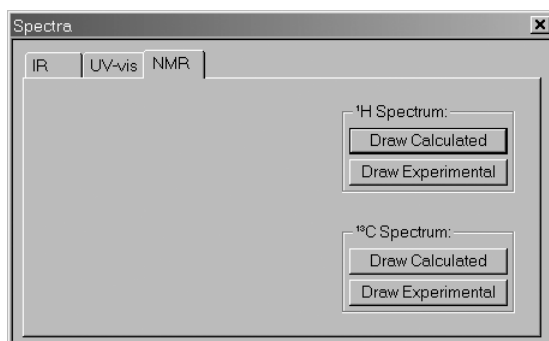 Spectra
IR UV-vis NMR
¹H Spectrum:
Draw Calculated
Draw Experimental
¹³C Spectrum:
Draw Calculated
Draw Experimental